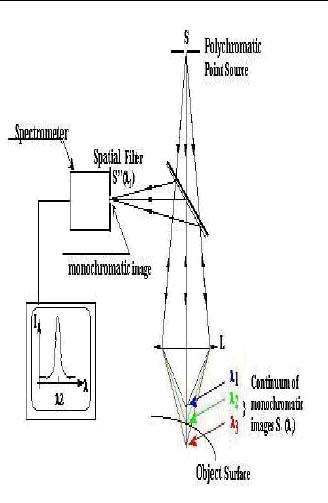 S
Polychromatic
Point Source
Spectrometer
Spatial Filter
S"(λ)
monochromatic image
I
λ
λ2
L
λ1
λ2
λ3
Continuum of
monochromatic
images S (λ)
Object Surface